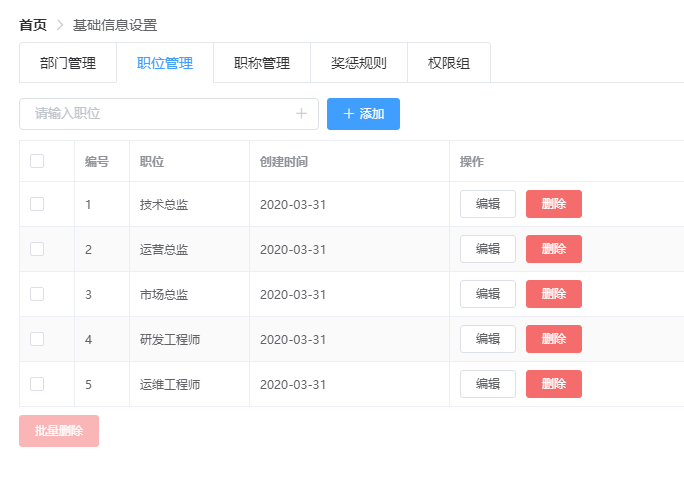 首页 > 基础信息设置
部门管理 职位管理 职称管理 奖惩规则 权限组
请输入职位 + + 添加
编号 职位 创建时间 操作
1 技术总监 2020-03-31 编辑 删除
2 运营总监 2020-03-31 编辑 删除
3 市场总监 2020-03-31 编辑 删除
4 研发工程师 2020-03-31 编辑 删除
5 运维工程师 2020-03-31 编辑 删除
批量删除